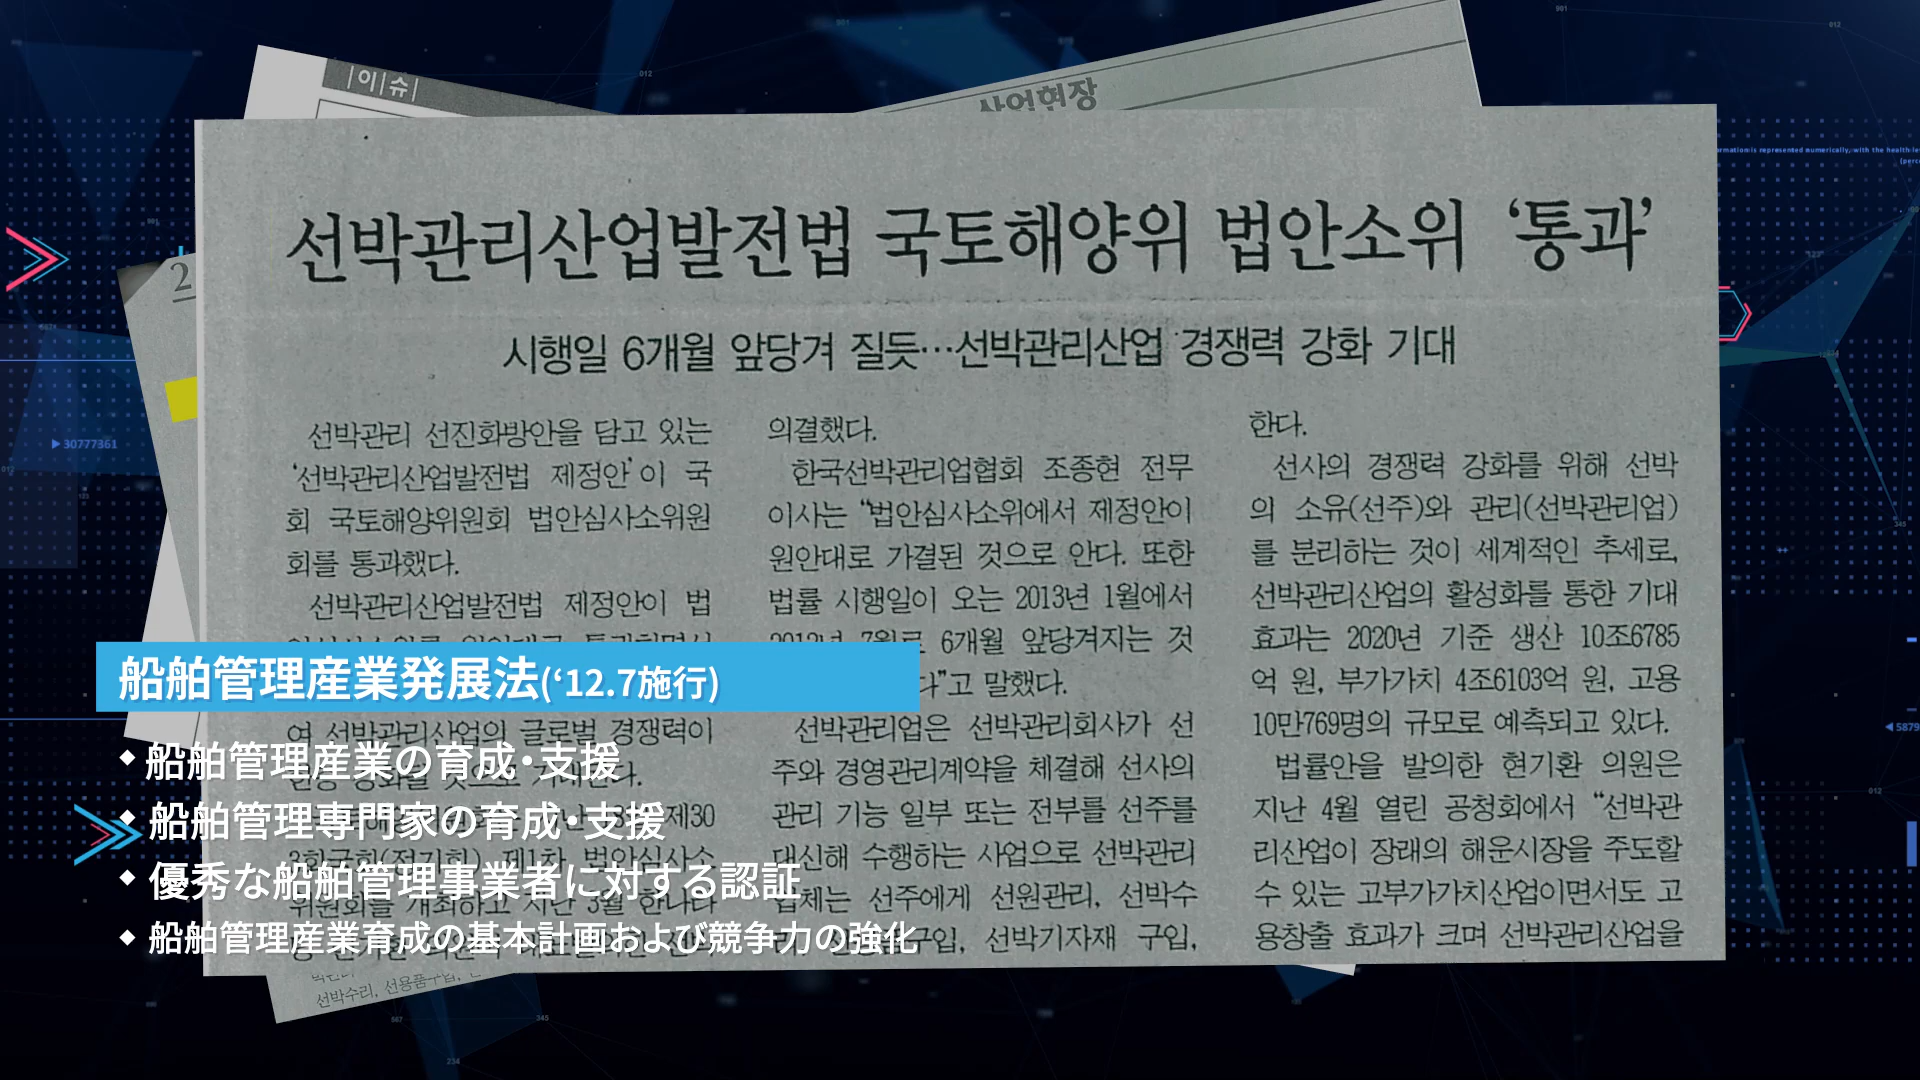 이슈
산업현장
선박관리산업발전법 국토해양위 법안소위 ‘통과’
시행일 6개월 앞당겨 질듯…선박관리산업 경쟁력 강화 기대
선박관리 선진화방안을 담고 있는
‘선박관리산업발전법 제정안’이 국
회 국토해양위원회 법안심사소위원
회를 통과했다.
선박관리산업발전법 제정안이 법
여 선박관리산업의 글로벌 경쟁력이
의결했다.
한국선박관리업협회 조종현 전무
이사는 “법안심사소위에서 제정안이
원안대로 가결된 것으로 안다. 또한
법률 시행일이 오는 2013년 1월에서
2012년 7월로 6개월 앞당겨지는 것
다”고 말했다.
선박관리업은 선박관리회사가 선
주와 경영관리계약을 체결해 선사의
관리 기능 일부 또는 전부를 선주를
대신해 수행하는 사업으로 선박관리
업체는 선주에게 선원관리, 선박수
구입, 선박기자재 구입,
한다.
선사의 경쟁력 강화를 위해 선박
의 소유(선주)와 관리(선박관리업)
를 분리하는 것이 세계적인 추세로,
선박관리산업의 활성화를 통한 기대
효과는 2020년 기준 생산 10조6785
억 원, 부가가치 4조6103억 원, 고용
10만769명의 규모로 예측되고 있다.
법률안을 발의한 현기환 의원은
지난 4월 열린 공청회에서 “선박관
리산업이 장래의 해운시장을 주도할
수 있는 고부가가치산업이면서도 고
용창출 효과가 크며 선박관리산업을
船舶管理産業発展法(‘12.7施行)
◆ 船舶管理産業の育成・支援
◆ 船舶管理専門家の育成・支援
◆ 優秀な船舶管理事業者に対する認証
◆ 船舶管理産業育成の基本計画および競争力の強化
선박수리, 선용품구입,
30777361